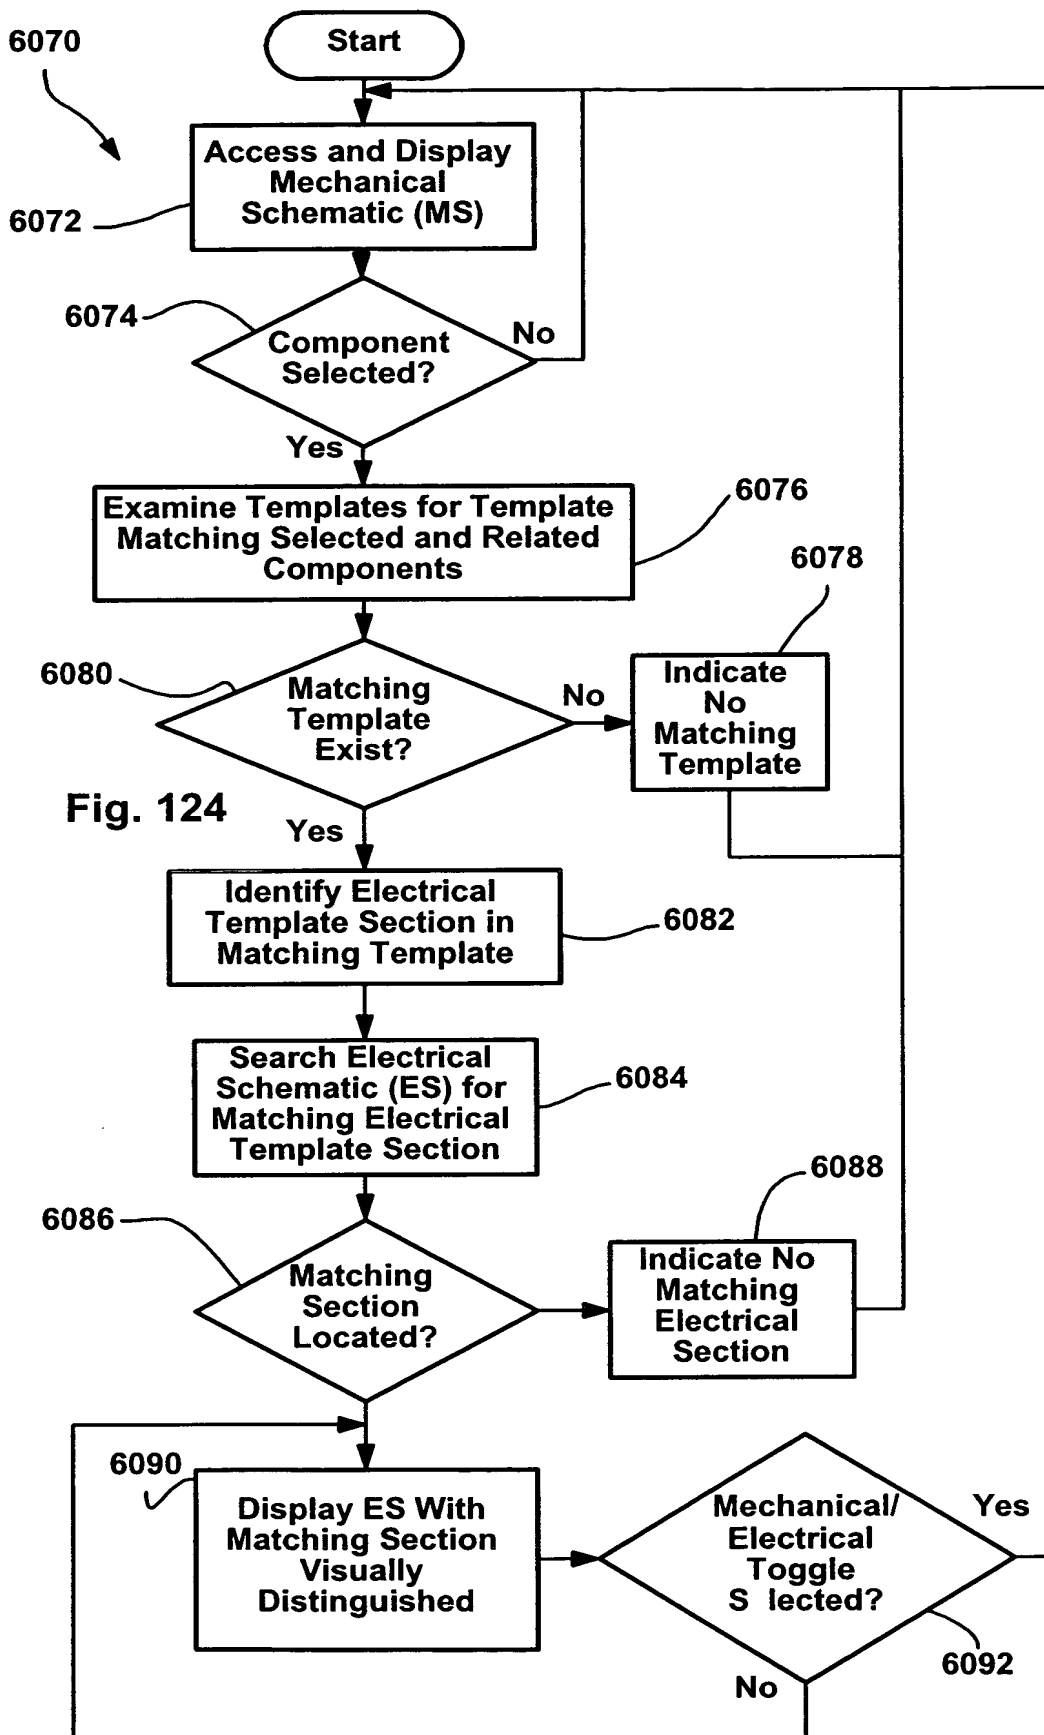 6070
Start
Access and Display
Mechanical
Schematic (MS)
6072
6074
Component
Selected?
No
Yes
Examine Templates for Template
Matching Selected and Related
Components
6076
6078
6080
Matching
Template
Exist?
No
Indicate
No
Matching
Template
Fig. 124
Yes
Identify Electrical
Template Section in
Matching Template
6082
Search Electrical
Schematic (ES) for
Matching Electrical
Template Section
6084
6086
Matching
Section
Located?
6088
Indicate No
Matching
Electrical
Section
6090
Display ES With
Matching Section
Visually
Distinguished
Mechanical/
Electrical
Toggle
S lected?
Yes
6092
No